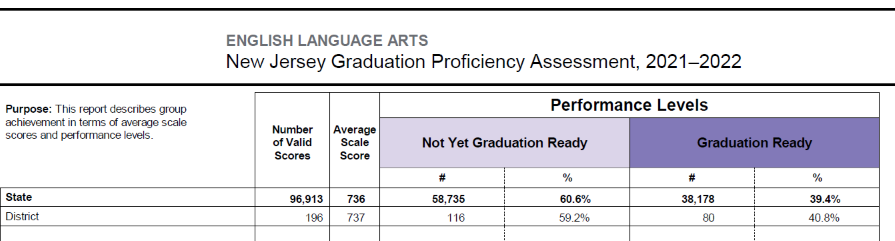 ENGLISH LANGUAGE ARTS
New Jersey Graduation Proficiency Assessment, 2021–2022
Purpose: This report describes group
achievement in terms of average scale
scores and performance levels.
Number
of Valid
Scores
Average
Scale
Score
Performance Levels
Not Yet Graduation Ready
Graduation Ready
# % # %
State 96,913 736 58,735 60.6% 38,178 39.4%
District 196 737 116 59.2% 80 40.8%